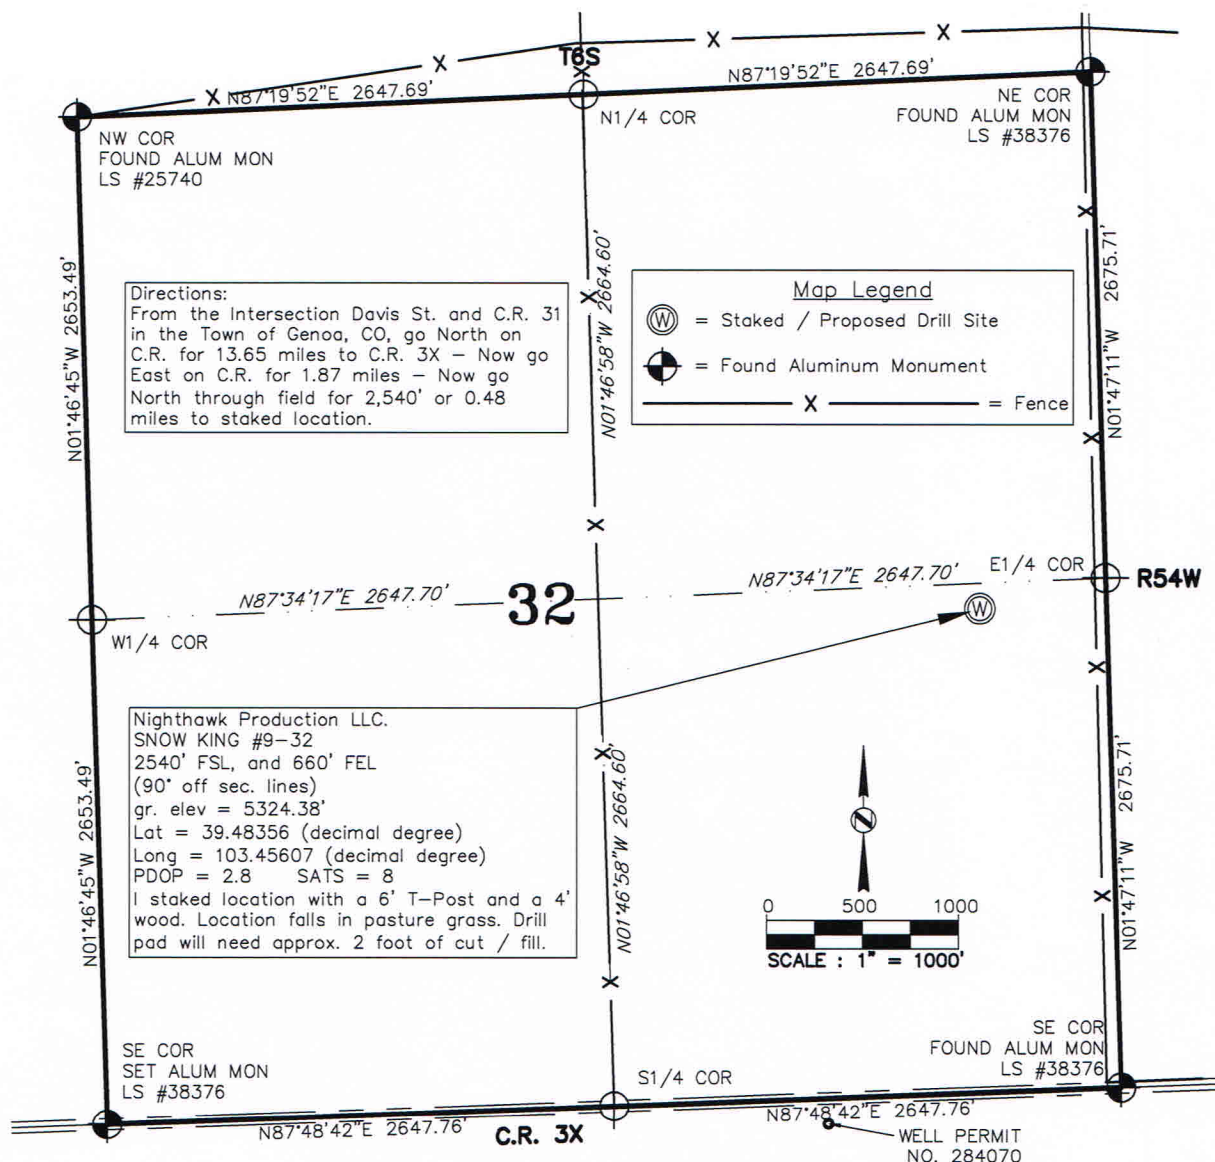 T6S
N87°19'52"E 2647.69'
N87°19'52"E 2647.69'
NW COR
FOUND ALUM MON
LS #25740
N1/4 COR
NE COR
FOUND ALUM MON
LS #38376
N01°46'45"W 2653.49'
N01°46'58"W 2664.60'
N01°47'11"W 2675.71'
Directions:
From the Intersection Davis St. and C.R. 31
in the Town of Genoa, CO, go North on
C.R. for 13.65 miles to C.R. 3X – Now go
East on C.R. for 1.87 miles – Now go
North through field for 2,540' or 0.48
miles to staked location.
Map Legend
W = Staked / Proposed Drill Site
= Found Aluminum Monument
X = Fence
N87°34'17"E 2647.70'
32
N87°34'17"E 2647.70'
E1/4 COR
R54W
W
W1/4 COR
Nighthawk Production LLC.
SNOW KING #9-32
2540' FSL, and 660' FEL
(90° off sec. lines)
gr. elev = 5324.38'
Lat = 39.48356 (decimal degree)
Long = 103.45607 (decimal degree)
PDOP = 2.8 SATS = 8
I staked location with a 6' T-Post and a 4'
wood. Location falls in pasture grass. Drill
pad will need approx. 2 foot of cut / fill.
N01°46'45"W 2653.49'
N01°46'58"W 2664.60'
N01°47'11"W 2675.71'
N
0 500 1000
SCALE : 1" = 1000'
SE COR
SET ALUM MON
LS #38376
S1/4 COR
SE COR
FOUND ALUM MON
LS #38376
N87°48'42"E 2647.76'
C.R. 3X
N87°48'42"E 2647.76'
WELL PERMIT
NO. 284070